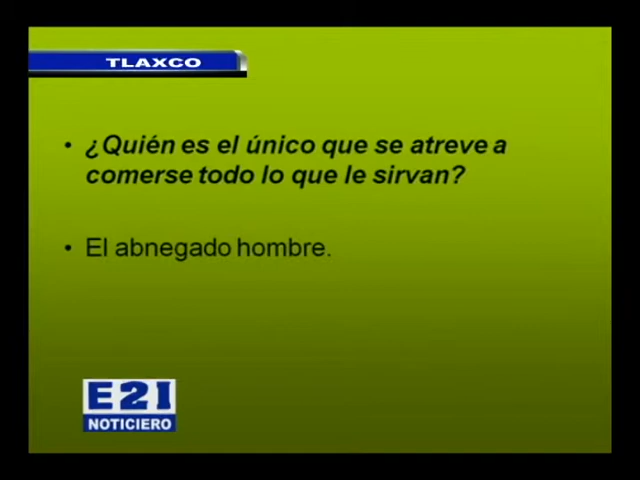 TLAXCO
• ¿Quién es el único que se atreve a
comerse todo lo que le sirvan?
• El abnegado hombre.
E21
NOTICIERO